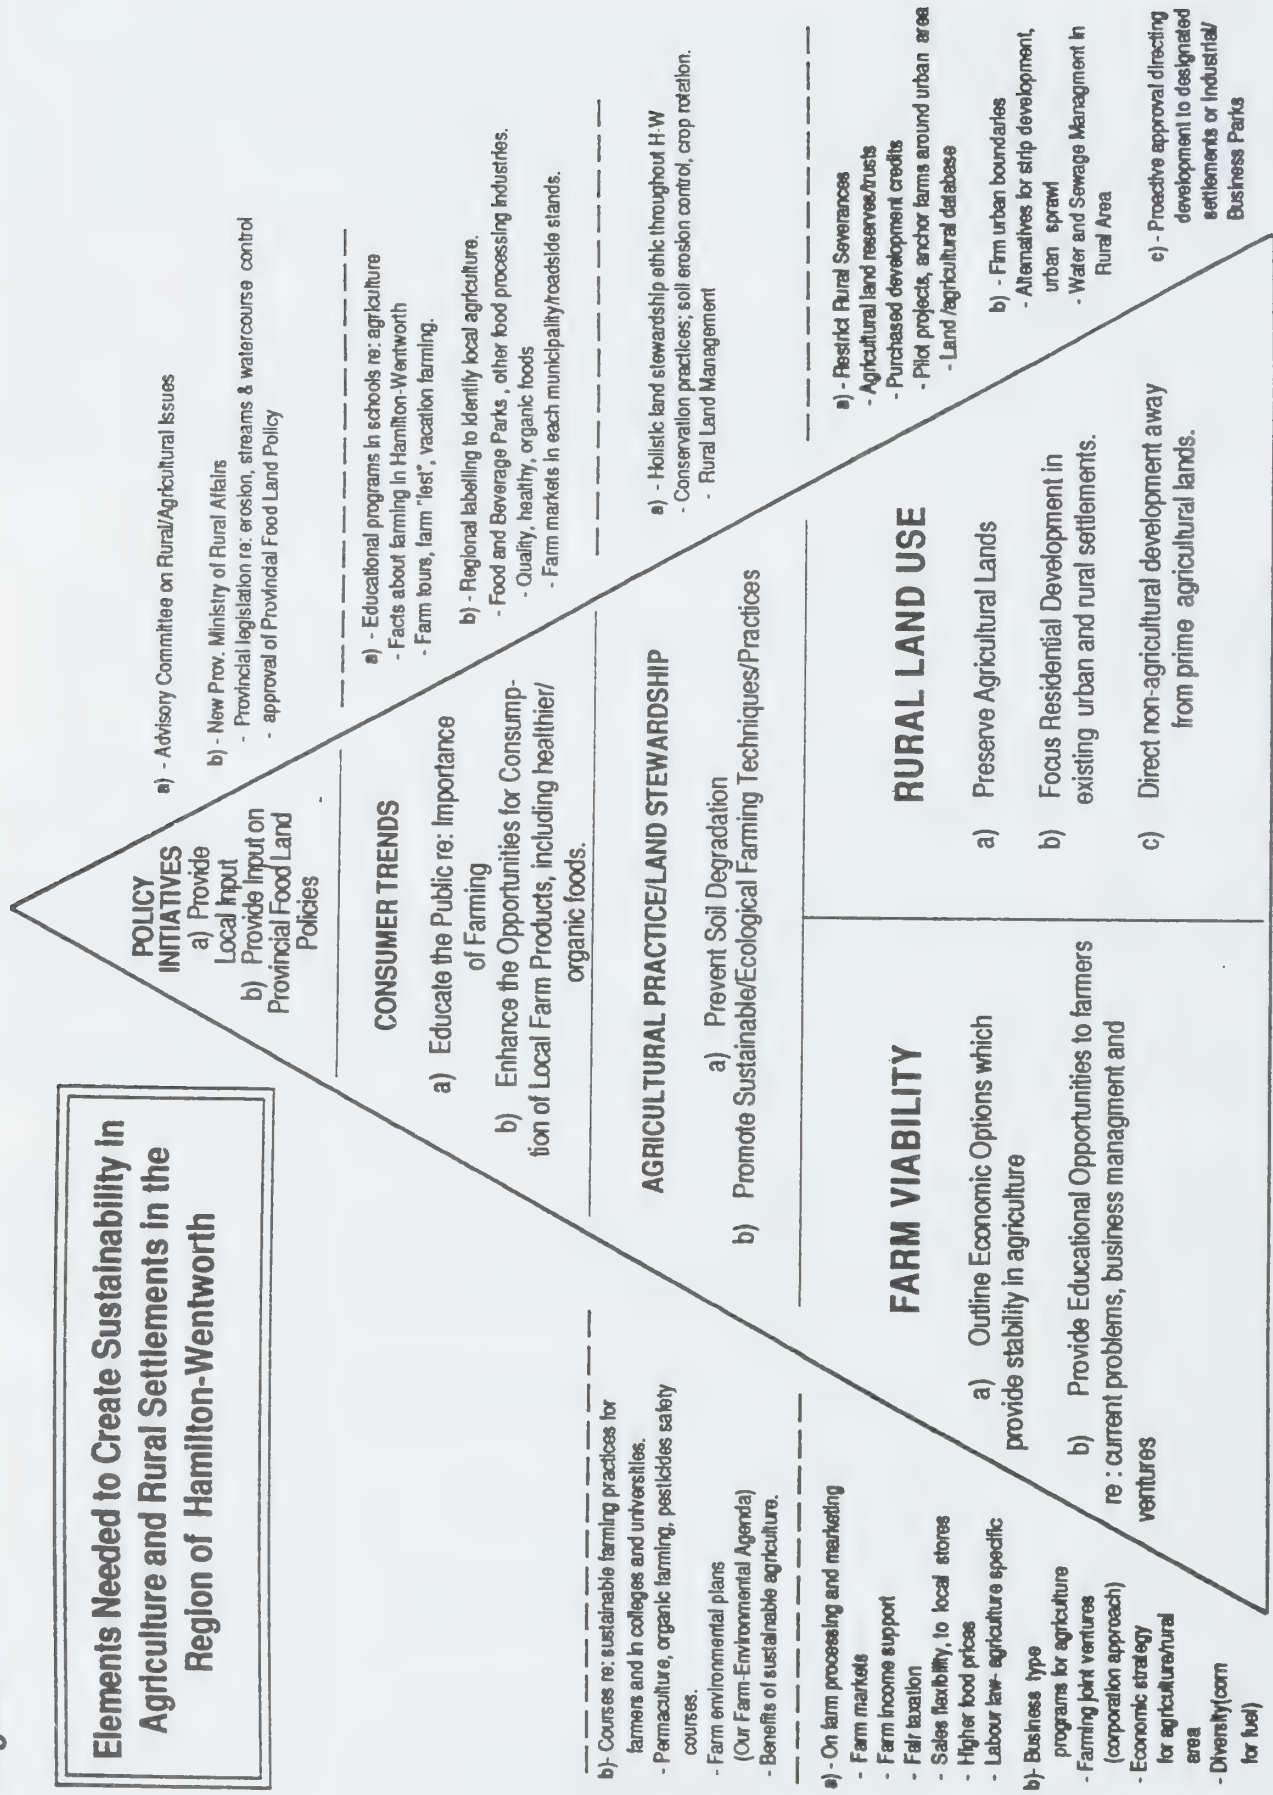 Elements Needed to Create Sustainability in
Agriculture and Rural Settlements in the
Region of Hamilton-Wentworth
POLICY
INITIATIVES
a) Provide
Local Input
b) Provide Input on
Provincial Food Land
Policies
a) - Advisory Committee on Rural/Agricultural Issues
b) - New Prov. Ministry of Rural Affairs
- Provincial legislation re: erosion, streams & watercourse control
- approval of Provincial Food Land Policy
CONSUMER TRENDS
a) Educate the Public re: Importance
of Farming
b) Enhance the Opportunities for Consump-
tion of Local Farm Products, including healthier/
organic foods.
a) - Educational programs in schools re: agriculture
- Facts about farming in Hamilton-Wentworth
- Farm tours, farm "fest", vacation farming.
b) - Regional labelling to identify local agriculture.
- Food and Beverage Parks , other food processing industries.
- Quality, healthy, organic foods
- Farm markets in each municipality/roadside stands.
AGRICULTURAL PRACTICE/LAND STEWARDSHIP
a) Prevent Soil Degradation
b) Promote Sustainable/Ecological Farming Techniques/Practices
a) - Holistic land stewardship ethic throughout H-W
- Conservation practices; soil erosion control, crop rotation.
- Rural Land Management
b)- Courses re: sustainable farming practices for
farmers and in colleges and universities.
- Permaculture, organic farming, pesticides safety
courses.
- Farm environmental plans
(Our Farm-Environmental Agenda)
- Benefits of sustainable agriculture.
FARM VIABILITY
a) Outline Economic Options which
provide stability in agriculture
b) Provide Educational Opportunities to farmers
re : current problems, business managment and
ventures
a) - On farm processing and marketing
- Farm markets
- Farm income support
- Fair taxation
- Sales flexibility, to local stores
- Higher food prices
- Labour law- agriculture specific
b)- Business type
programs for agriculture
- Farming joint ventures
(corporation approach)
- Economic strategy
for agriculture/rural
area
- Diversity(corn
for fuel)
RURAL LAND USE
a) Preserve Agricultural Lands
b) Focus Residential Development in
existing urban and rural settlements.
c) Direct non-agricultural development away
from prime agricultural lands.
a) - Restrict Rural Severances
- Agricultural land reserves/trusts
- Purchased development credits
- Pilot projects, anchor farms around urban area
- Land /agricultural database
b) - Firm urban boundaries
- Alternatives for strip development,
urban sprawl
- Water and Sewage Managment in
Rural Area
c) - Proactive approval directing
development to designated
settlements or Industrial/
Business Parks